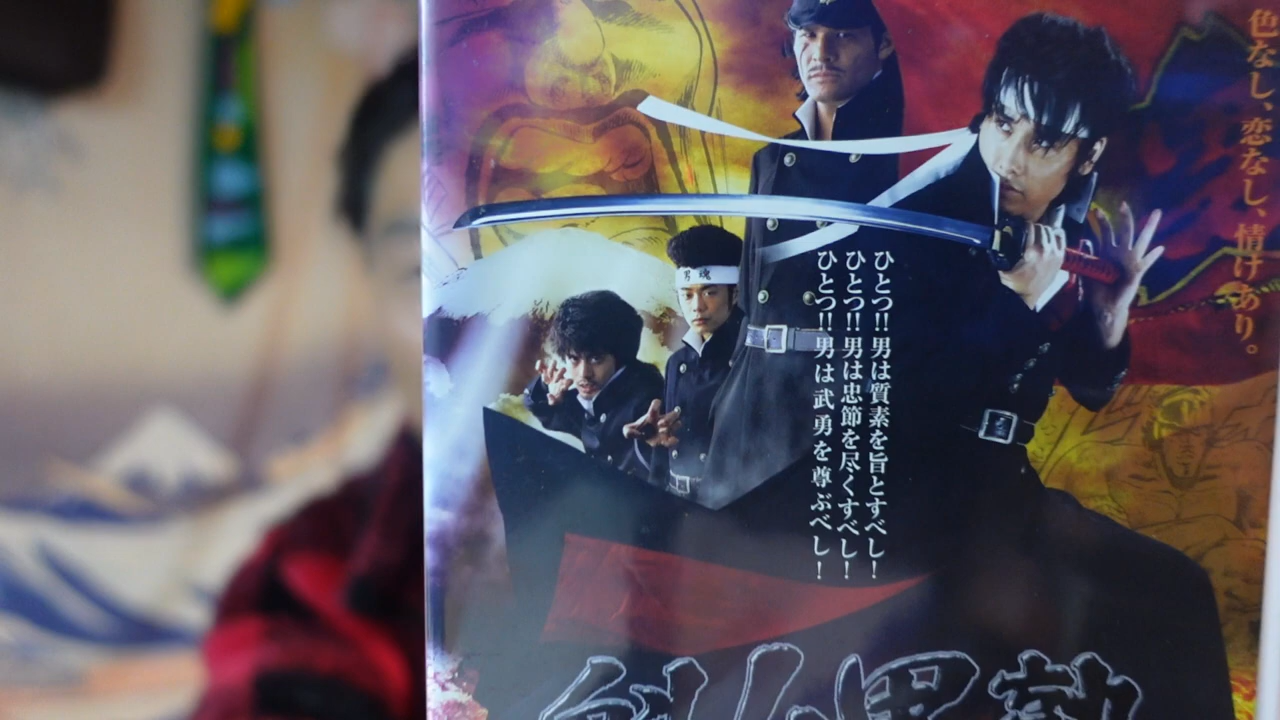 色なし、恋なし、情けあり。
男魂
ひとつ!!男は質素を旨とすべし!
ひとつ!!男は忠節を尽くすべし!
ひとつ!!男は武勇を尊ぶべし!